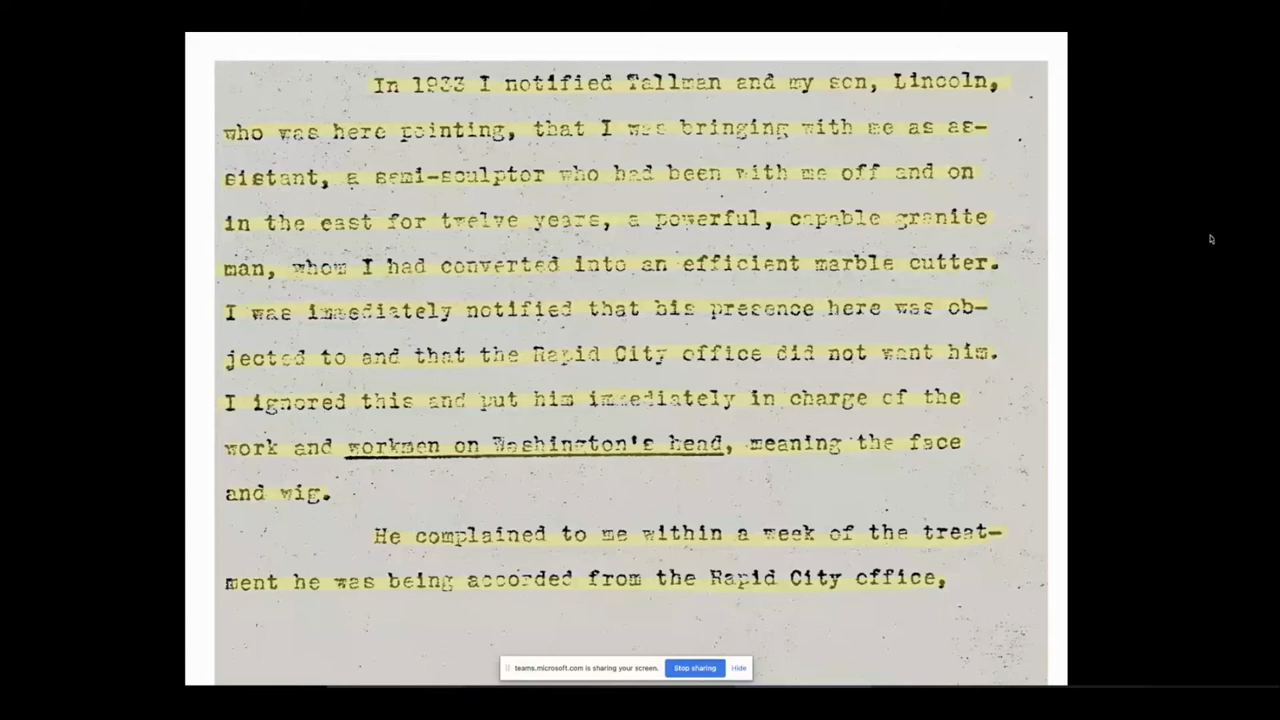 In 1933 I notified Tallman and my son, Lincoln,
who was here pointing, that I was bringing with me as as-
sistant, a semi-sculptor who had been with me off and on
in the east for twelve years, a powerful, capable granite
man, whom I had converted into an efficient marble cutter.
I was immediately notified that his presence here was ob-
jected to and that the Rapid City office did not want him.
I ignored this and put him immediately in charge of the
work and workmen on Washington's head, meaning the face
and wig.
He complained to me within a week of the treat-
ment he was being accorded from the Rapid City office,
teams.microsoft.com is sharing your screen. Stop sharing Hide